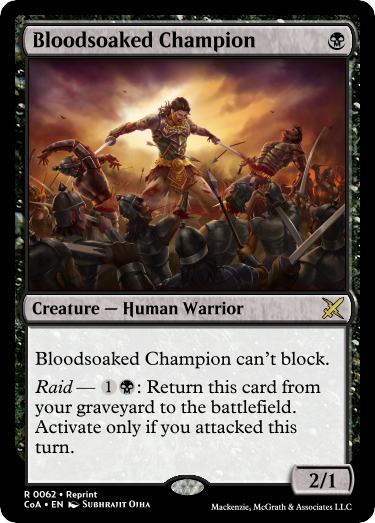 Bloodsoaked Champion
Creature — Human Warrior
Bloodsoaked Champion can't block.
Raid — 1: Return this card from
your graveyard to the battlefield.
Activate only if you attacked this
turn.
2/1
R 0062 • Reprint
CoA • EN Subhrajit Ojha
Mackenzie, McGrath & Associates LLC